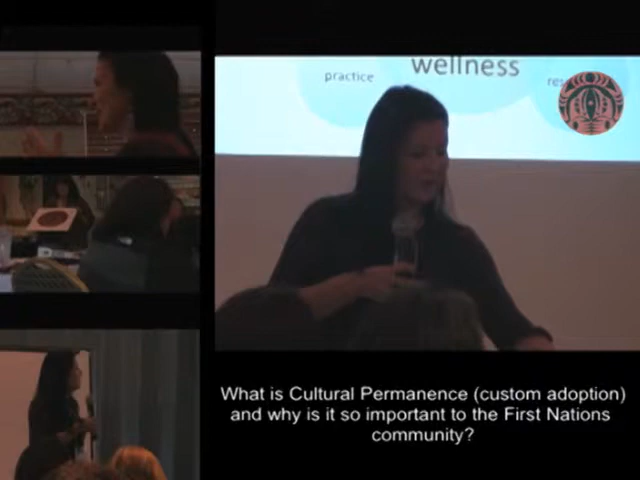 wellness
practice
What is Cultural Permanence (custom adoption)
and why is it so important to the First Nations
community?